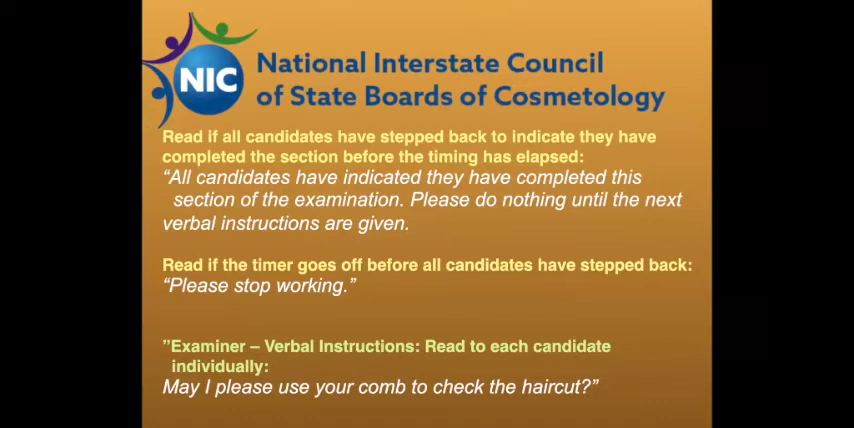 NIC
National Interstate Council
of State Boards of Cosmetology
Read if all candidates have stepped back to indicate they have
completed the section before the timing has elapsed:
“All candidates have indicated they have completed this
section of the examination. Please do nothing until the next
verbal instructions are given.
Read if the timer goes off before all candidates have stepped back:
“Please stop working.”
”Examiner – Verbal Instructions: Read to each candidate
individually:
May I please use your comb to check the haircut?”